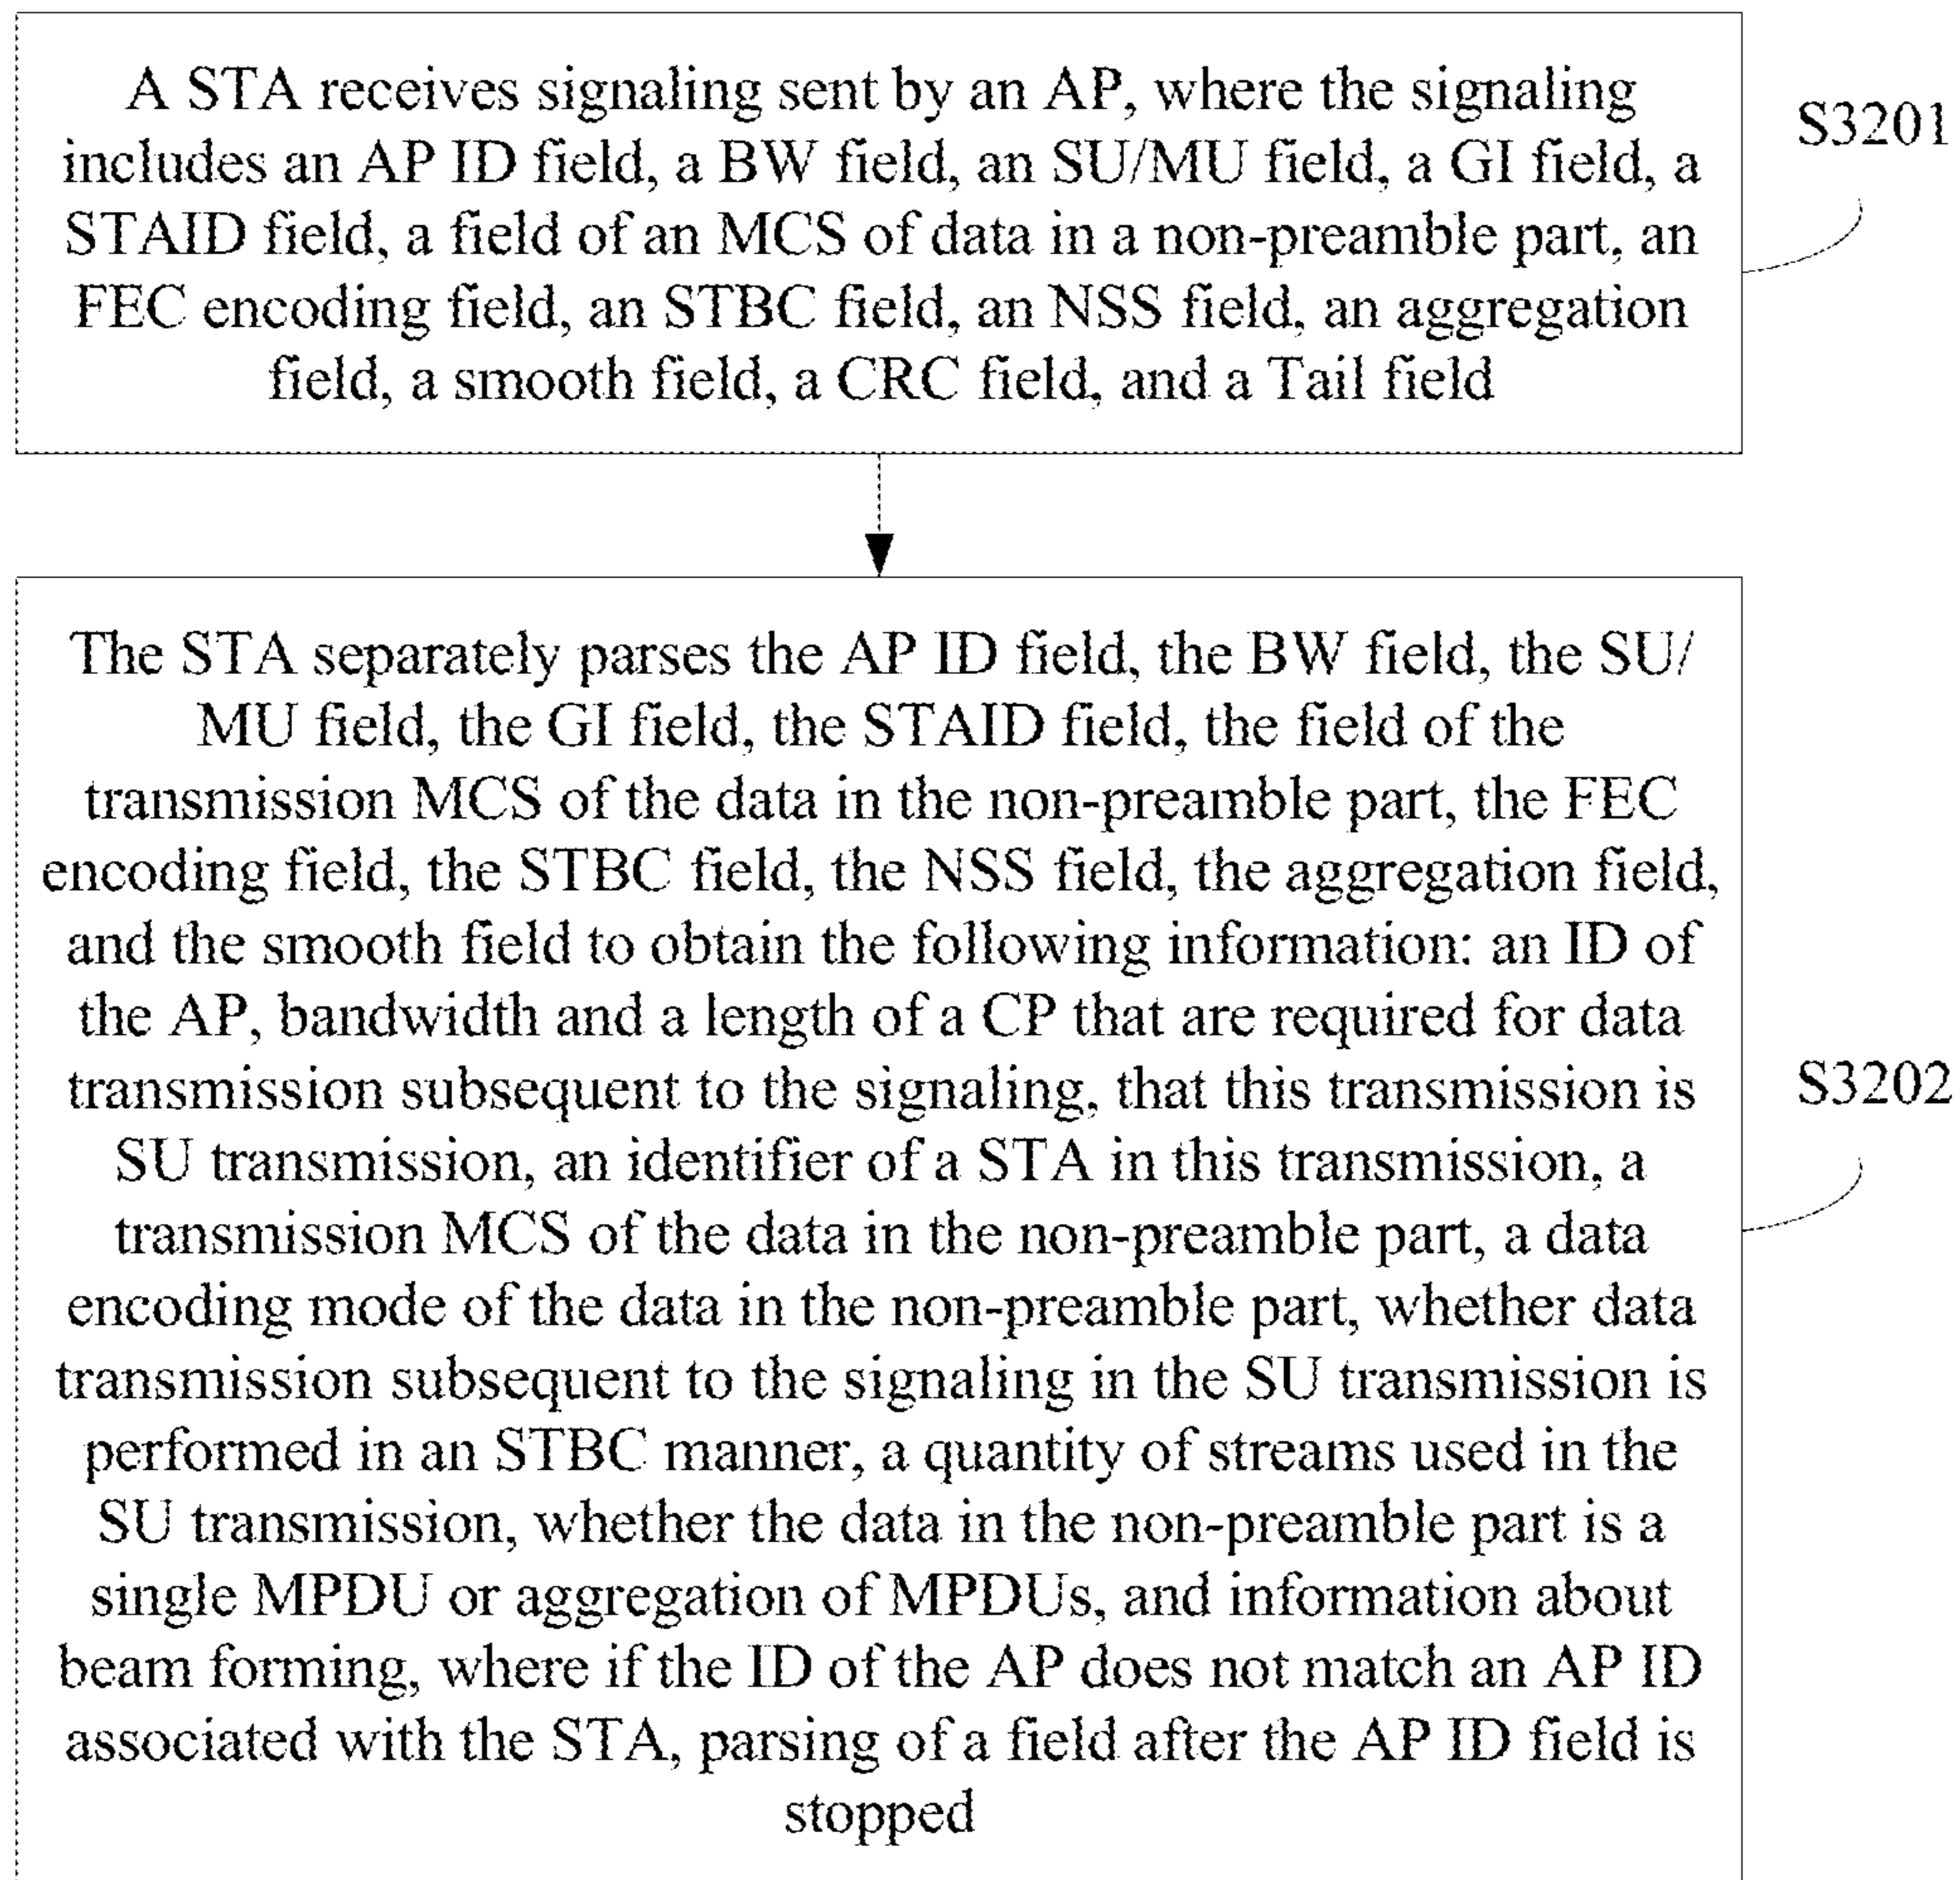 A STA receives signaling sent by an AP, where the signaling
includes an AP ID field, a BW field, an SU/MU field, a GI field, a
STAID field, a field of an MCS of data in a non-preamble part, an
FEC encoding field, an STBC field, an NSS field, an aggregation
field, a smooth field, a CRC field, and a Tail field
S3201
The STA separately parses the AP ID field, the BW field, the SU/
MU field, the GI field, the STAID field, the field of the
transmission MCS of the data in the non-preamble part, the FEC
encoding field, the STBC field, the NSS field, the aggregation field,
and the smooth field to obtain the following information: an ID of
the AP, bandwidth and a length of a CP that are required for data
transmission subsequent to the signaling, that this transmission is
SU transmission, an identifier of a STA in this transmission, a
transmission MCS of the data in the non-preamble part, a data
encoding mode of the data in the non-preamble part, whether data
transmission subsequent to the signaling in the SU transmission is
performed in an STBC manner, a quantity of streams used in the
SU transmission, whether the data in the non-preamble part is a
single MPDU or aggregation of MPDUs, and information about
beam forming, where if the ID of the AP does not match an AP ID
associated with the STA, parsing of a field after the AP ID field is
stopped
S3202